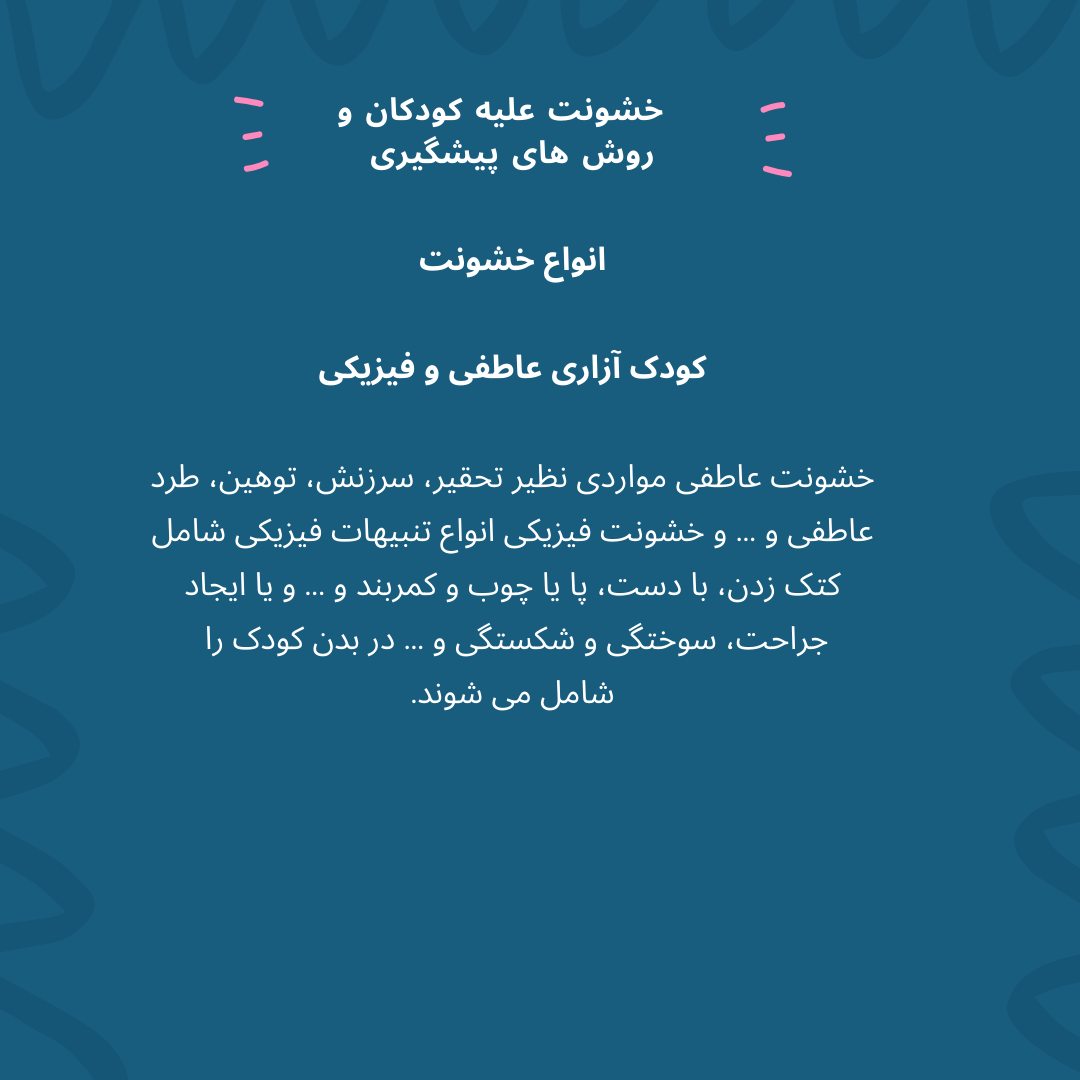 خشونت علیه کودکان و
روش های پیشگیری
انواع خشونت
کودک آزاری عاطفی و فیزیکی
خشونت عاطفی مواردی نظیر تحقیر، سرزنش، توهین، طرد
عاطفی و ... و خشونت فیزیکی انواع تنبیهات فیزیکی شامل
کتک زدن، با دست، پا یا چوب و کمربند و ... و یا ایجاد
جراحت، سوختگی و شکستگی و ... در بدن کودک را
شامل می شوند.